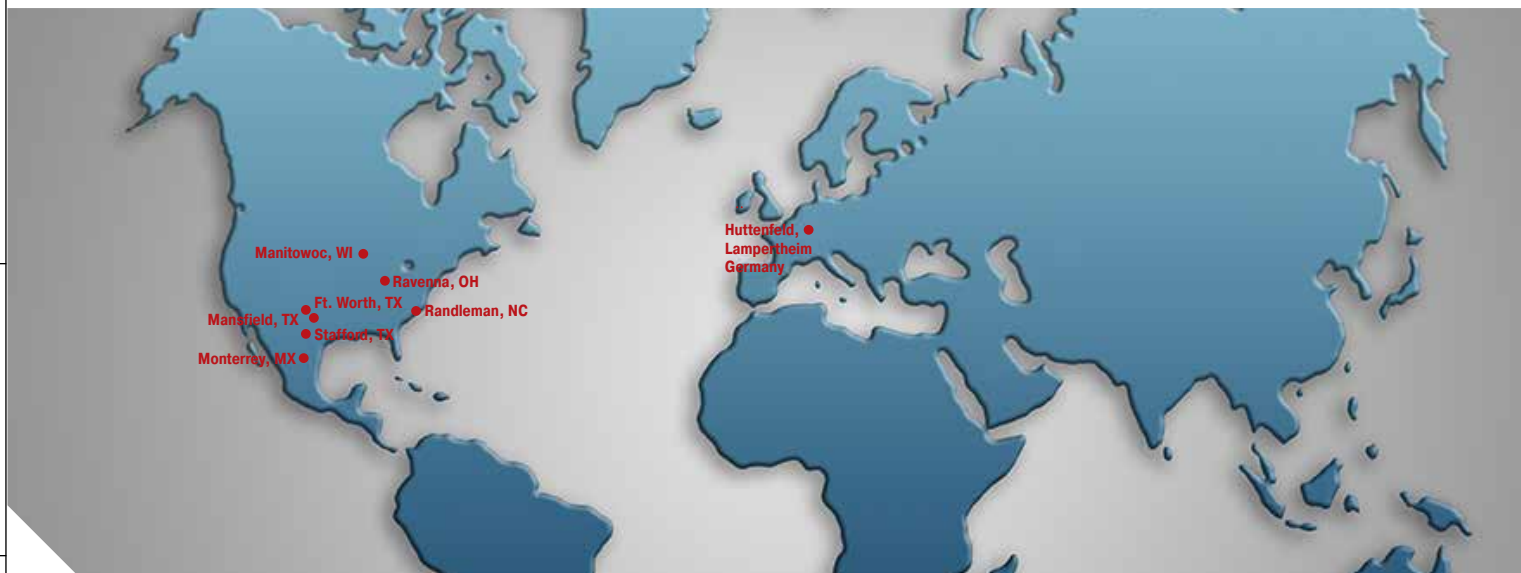 Manitowoc, WI
Ravenna, OH
Ft. Worth, TX
Mansfield, TX
Randleman, NC
Stafford, TX
Monterrey, MX
Huttenfeld,
Lampertheim
Germany